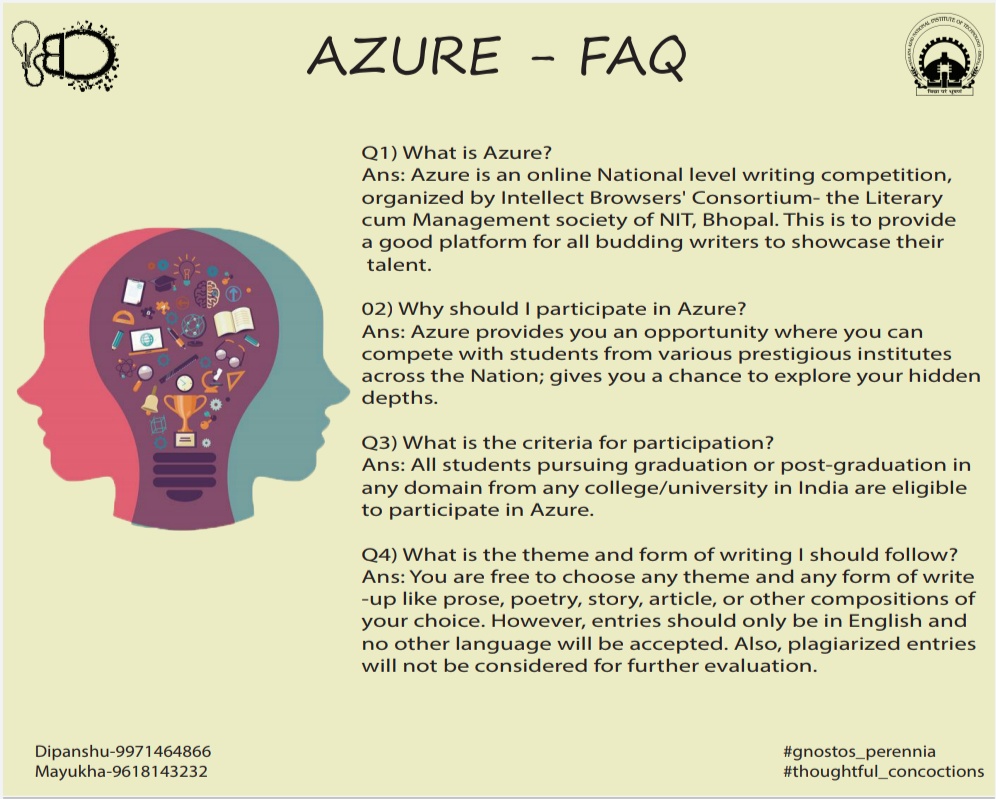 AZURE - FAQ
Q1) What is Azure?
Ans: Azure is an online National level writing competition,
organized by Intellect Browsers' Consortium- the Literary
cum Management society of NIT, Bhopal. This is to provide
a good platform for all budding writers to showcase their
talent.
02) Why should I participate in Azure?
Ans: Azure provides you an opportunity where you can
compete with students from various prestigious institutes
across the Nation; gives you a chance to explore your hidden
depths.
Q3) What is the criteria for participation?
Ans: All students pursuing graduation or post-graduation in
any domain from any college/university in India are eligible
to participate in Azure.
Q4) What is the theme and form of writing I should follow?
Ans: You are free to choose any theme and any form of write
-up like prose, poetry, story, article, or other compositions of
your choice. However, entries should only be in English and
no other language will be accepted. Also, plagiarized entries
will not be considered for further evaluation.
Dipanshu-9971464866
Mayukha-9618143232
#gnostos_perennia
#thoughtful_concoctions